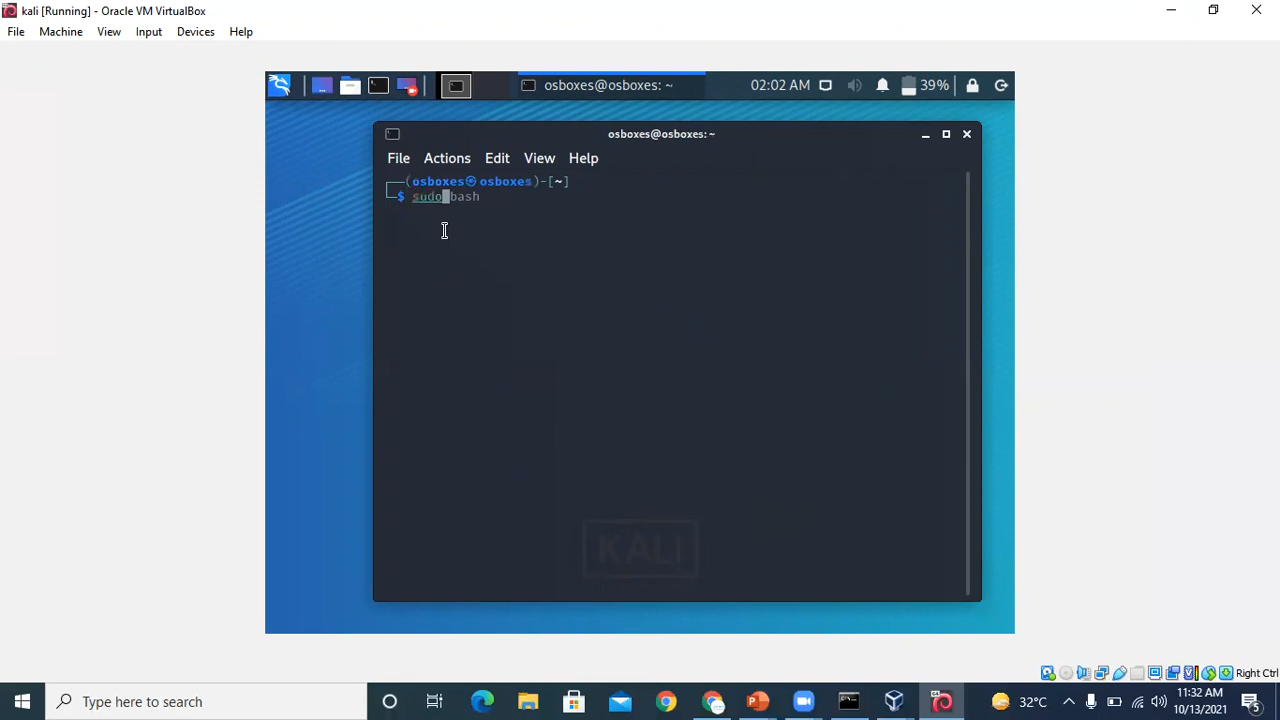 kali [Running] - Oracle VM VirtualBox
File Machine View Input Devices Help
osboxes@osboxes: ~ 02:02 AM 39%
osboxes@osboxes:~
File Actions Edit View Help
(osboxes㉿osboxes)-[~]
$ sudo bash
KALI
Right Ctrl
Type here to search 32°C 11:32 AM
10/13/2021 5